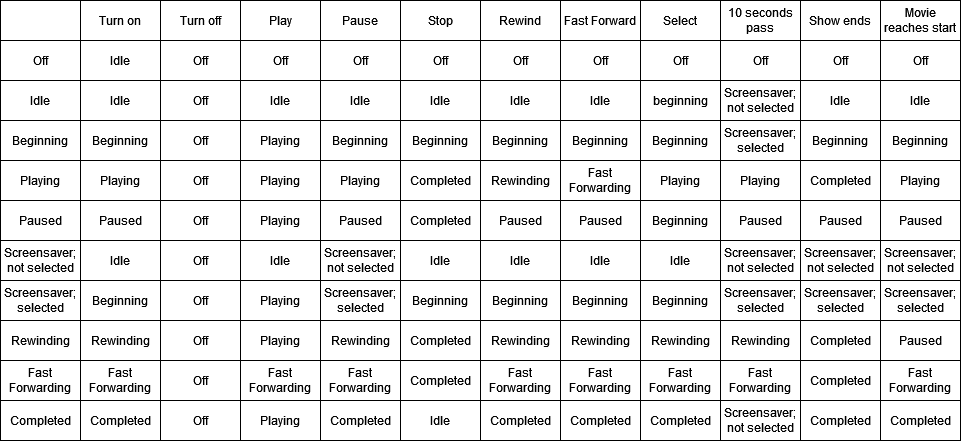 Turn on Turn off Play Pause Stop Rewind Fast Forward Select 10 seconds pass Show ends Movie reaches start
Off Idle Off Off Off Off Off Off Off Off Off Off
Idle Idle Off Idle Idle Idle Idle Idle beginning Screensaver; not selected Idle Idle
Beginning Beginning Off Playing Beginning Beginning Beginning Beginning Beginning Screensaver; selected Beginning Beginning
Playing Playing Off Playing Playing Completed Rewinding Fast Forwarding Playing Playing Completed Playing
Paused Paused Off Playing Paused Completed Paused Paused Beginning Paused Paused Paused
Screensaver; not selected Idle Off Idle Screensaver; not selected Idle Idle Idle Idle Screensaver; not selected Screensaver; not selected Screensaver; not selected
Screensaver; selected Beginning Off Playing Screensaver; selected Beginning Beginning Beginning Beginning Screensaver; selected Screensaver; selected Screensaver; selected
Rewinding Rewinding Off Playing Rewinding Completed Rewinding Rewinding Rewinding Rewinding Completed Paused
Fast Forwarding Fast Forwarding Off Fast Forwarding Fast Forwarding Completed Fast Forwarding Fast Forwarding Fast Forwarding Fast Forwarding Completed Fast Forwarding
Completed Completed Off Playing Completed Idle Completed Completed Completed Screensaver; not selected Completed Completed